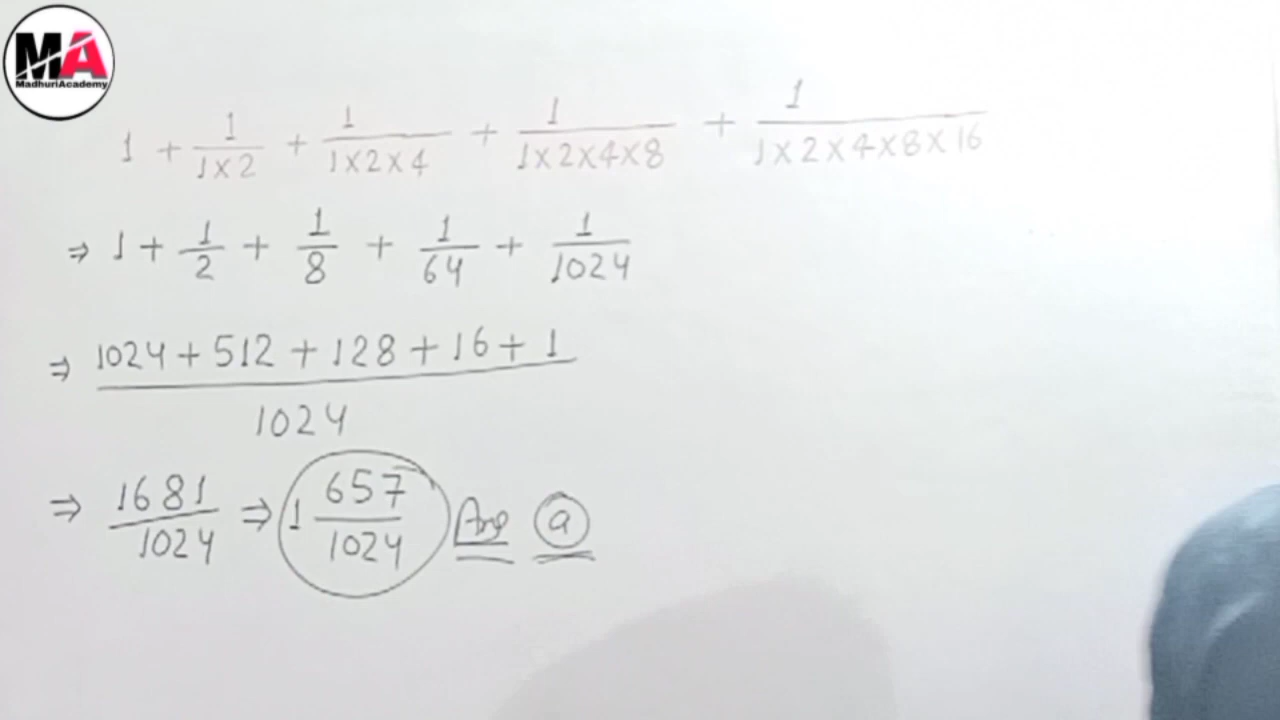 MA
MadhuriAcademy
1 + 1/(1×2) + 1/(1×2×4) + 1/(1×2×4×8) + 1/(1×2×4×8×16)
⇒ 1 + 1/2 + 1/8 + 1/64 + 1/1024
⇒ (1024 + 512 + 128 + 16 + 1)/1024
⇒ 1681/1024 ⇒ 1 657/1024 Ans (a)